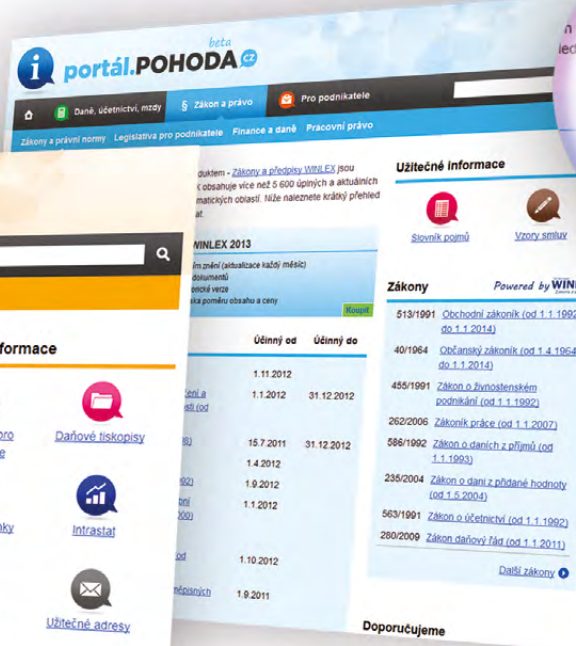 beta
i portál.POHODA.cz
Daně, účetnictví, mzdy
§ Zákon a právo
Pro podnikatele
Zákony a právní normy Legislativa pro podnikatele Finance a daně Pracovní právo
duktem - Zákony a předpisy WINLEX jsou
obsahuje více než 5 600 úplných a aktuálních
matických oblastí. Níže naleznete krátký přehled
at.
WINLEX 2013
ím znění (aktualizace každý měsíc)
dokumentů
orické verze
ska poměru obsahu a ceny
Koupit
Účinný od Účinný do
1.11.2012
1.1.2012 31.12.2012
15.7.2011 31.12.2012
1.4.2012
1.9.2012
1.1.2012
1.10.2012
1.9.2011
Užitečné informace
Slovník pojmů
Vzory smluv
Zákony
Powered by WIN
513/1991 Obchodní zákoník (od 1.1.1992
do 1.1.2014)
40/1964 Občanský zákoník (od 1.4.1964
do 1.1.2014)
455/1991 Zákon o živnostenském
podnikání (od 1.1.1992)
262/2006 Zákoník práce (od 1.1.2007)
586/1992 Zákon o daních z příjmů (od
1.1.1993)
235/2004 Zákon o dani z přidané hodnoty
(od 1.5.2004)
563/1991 Zákon o účetnictví (od 1.1.1992)
280/2009 Zákon daňový řád (od 1.1.2011)
Další zákony
Doporučujeme
formace
Daňové tiskopisy
Intrastat
Užitečné adresy